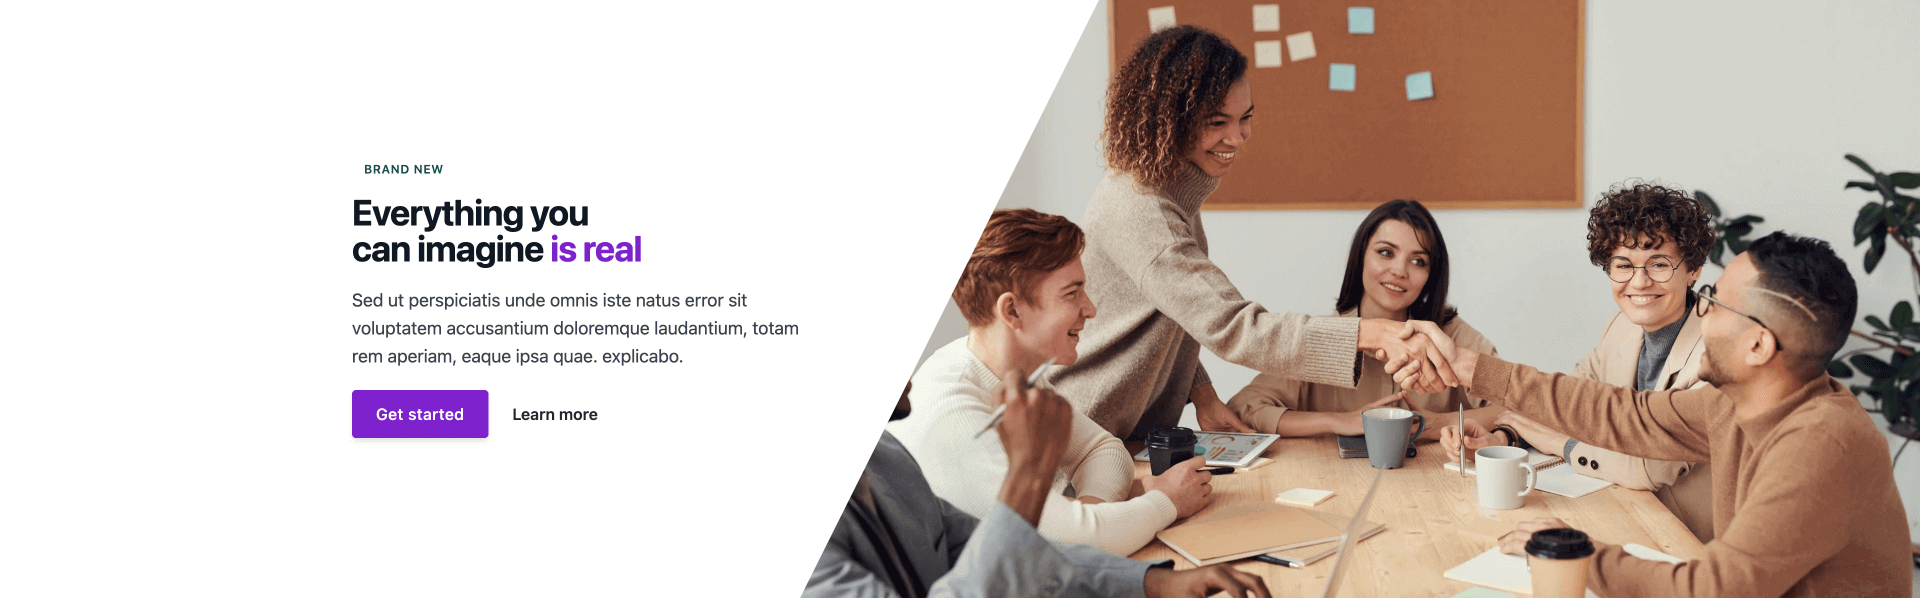 BRAND NEW
Everything you
can imagine is real
Sed ut perspiciatis unde omnis iste natus error sit
voluptatem accusantium doloremque laudantium, totam
rem aperiam, eaque ipsa quae. explicabo.
Get started
Learn more